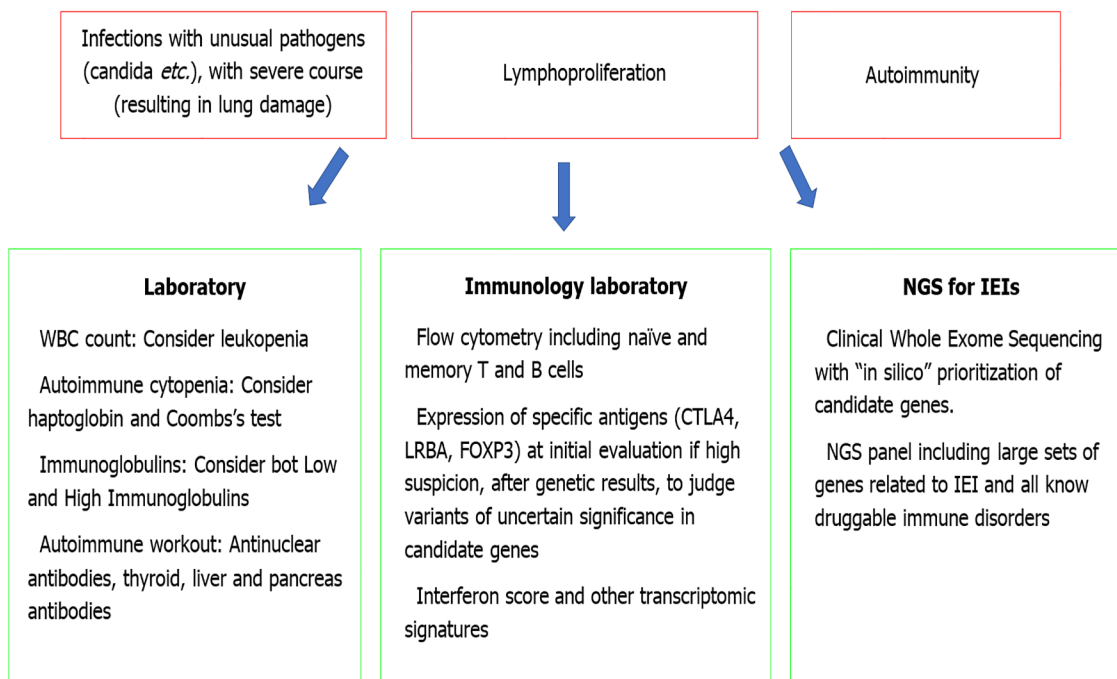 Infections with unusual pathogens
(candida etc.), with severe course
(resulting in lung damage)
Lymphoproliferation
Autoimmunity
Laboratory
WBC count: Consider leukopenia
Autoimmune cytopenia: Consider
haptoglobin and Coombs's test
Immunoglobulins: Consider bot Low
and High Immunoglobulins
Autoimmune workout: Antinuclear
antibodies, thyroid, liver and pancreas
antibodies
Immunology laboratory
Flow cytometry including naïve and
memory T and B cells
Expression of specific antigens (CTLA4,
LRBA, FOXP3) at initial evaluation if high
suspicion, after genetic results, to judge
variants of uncertain significance in
candidate genes
Interferon score and other transcriptomic
signatures
NGS for IEIs
Clinical Whole Exome Sequencing
with “in silico” prioritization of
candidate genes.
NGS panel including large sets of
genes related to IEI and all know
druggable immune disorders